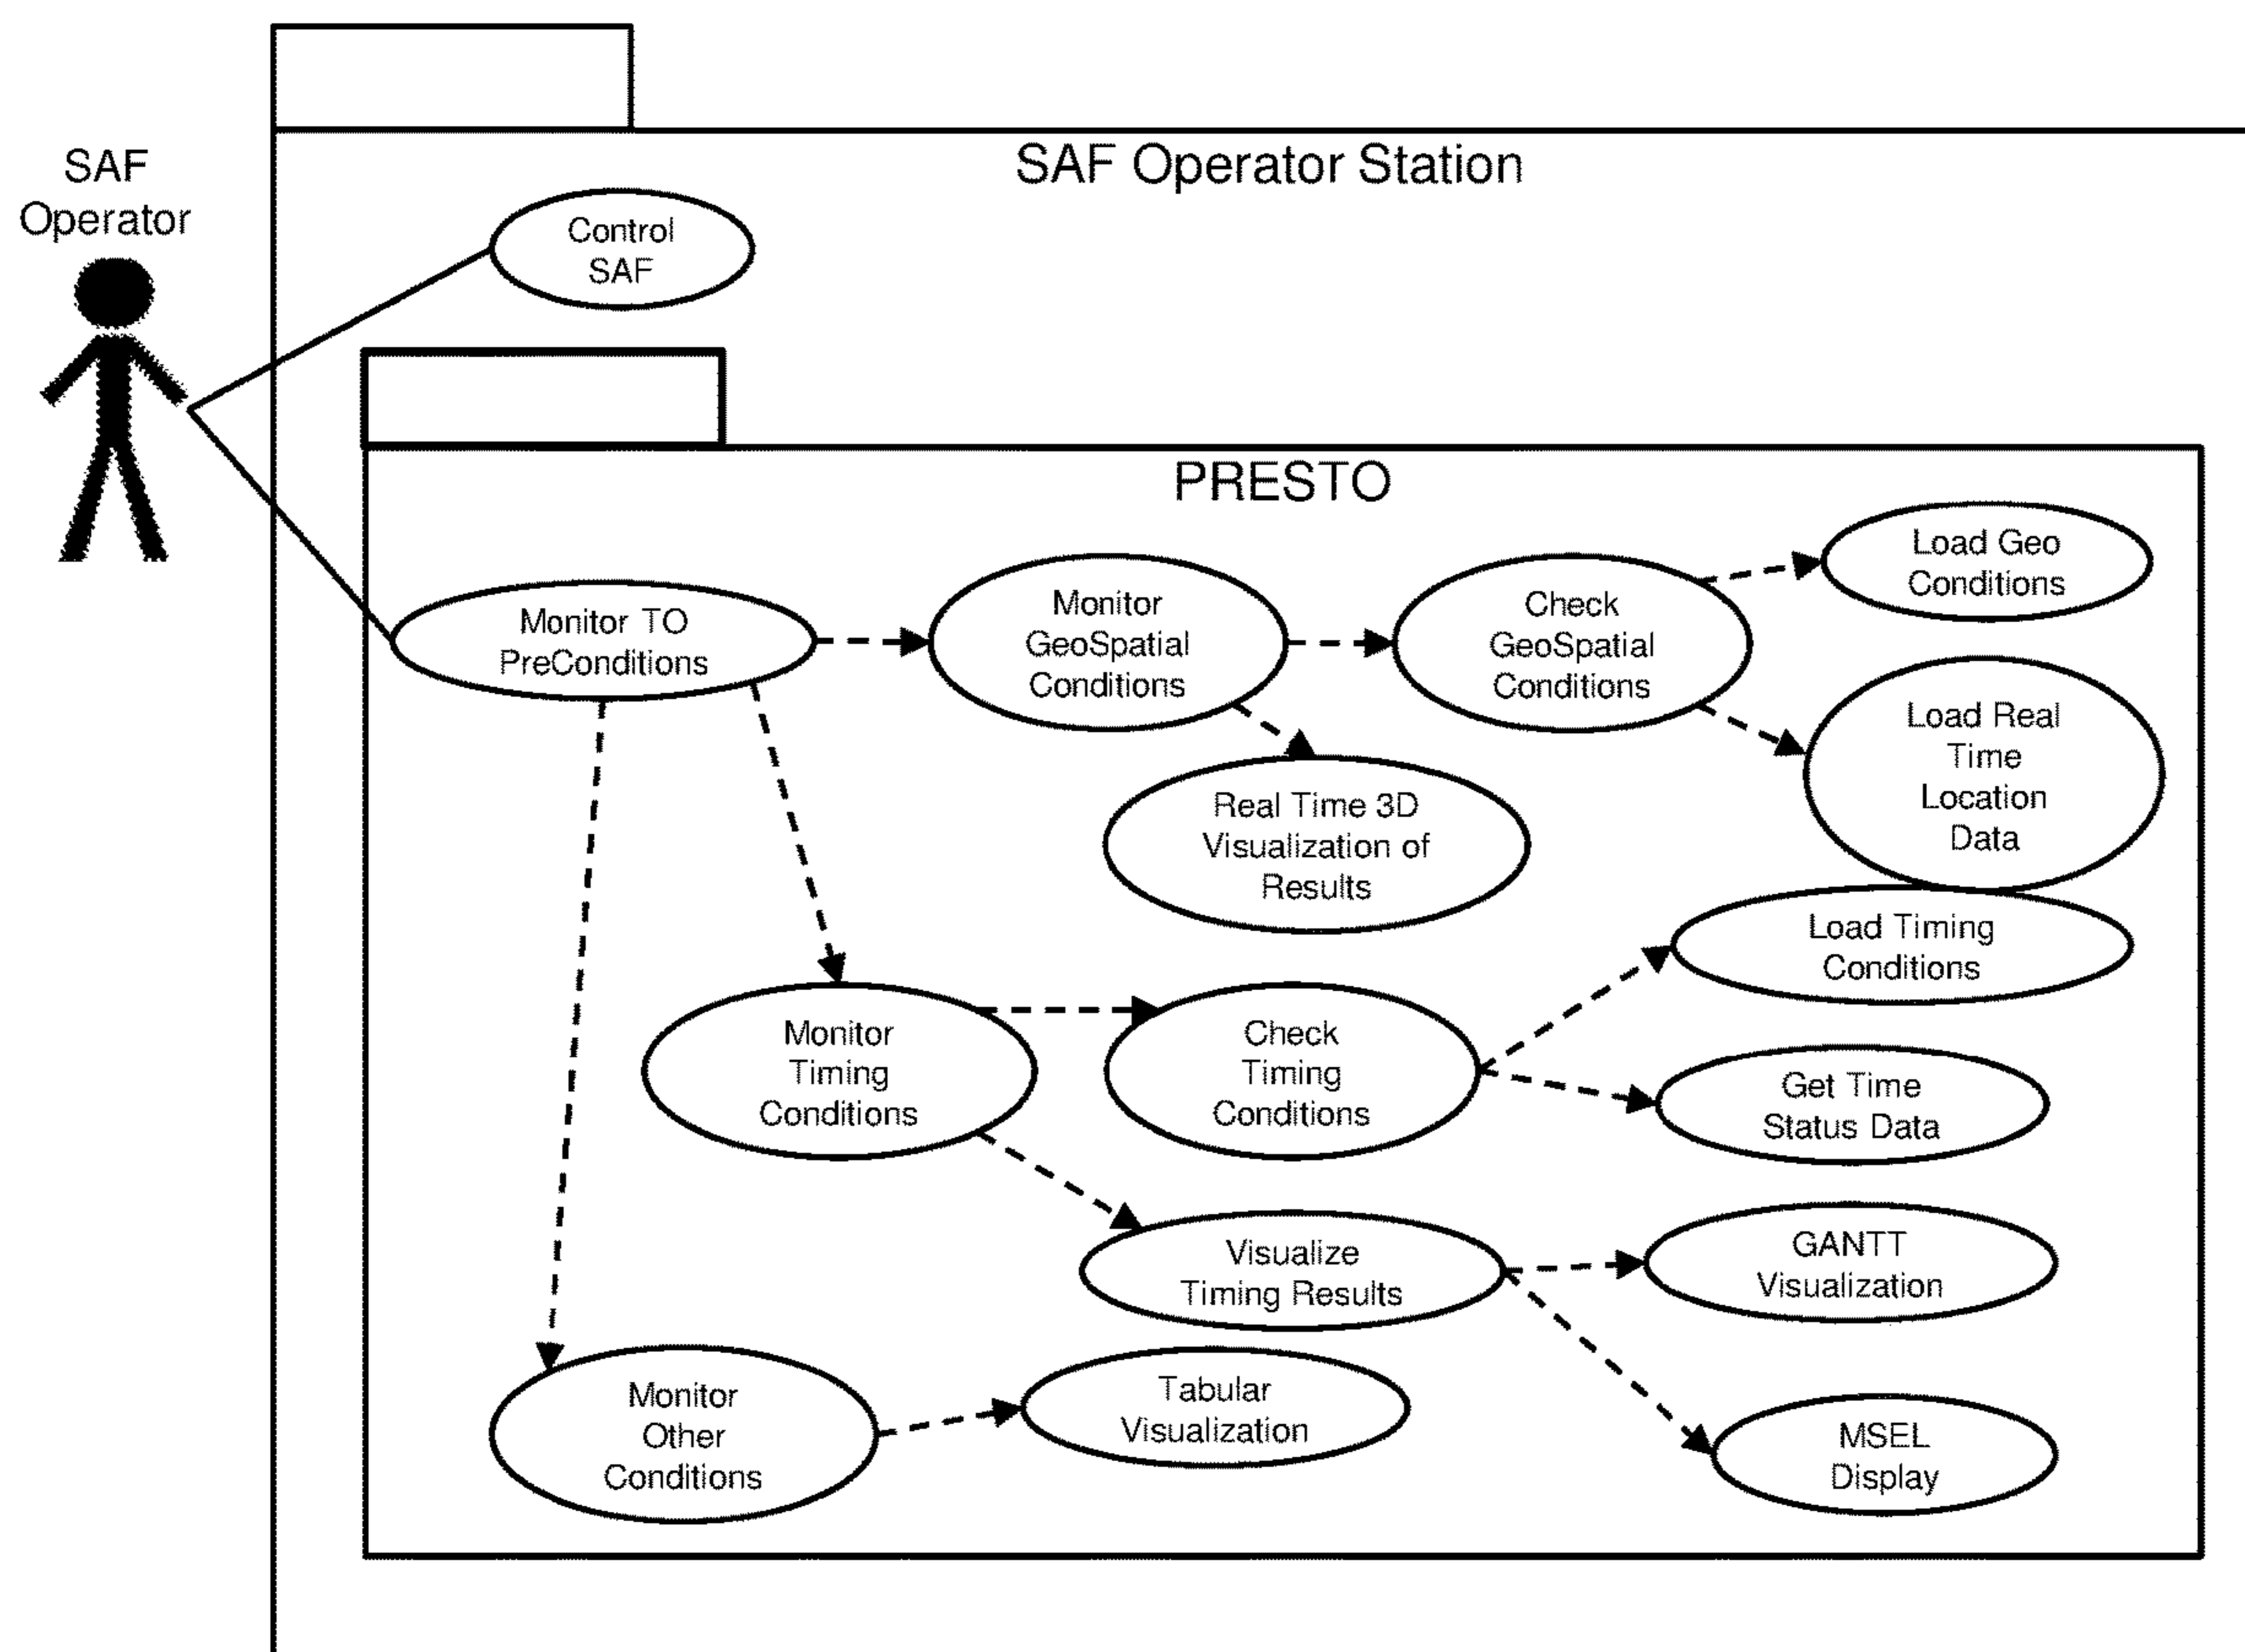 SAF
Operator
SAF Operator Station
Control
SAF
PRESTO
Monitor TO
PreConditions
Monitor
GeoSpatial
Conditions
Check
GeoSpatial
Conditions
Load Geo
Conditions
Load Real
Time
Location
Data
Real Time 3D
Visualization of
Results
Load Timing
Conditions
Monitor
Timing
Conditions
Check
Timing
Conditions
Get Time
Status Data
Visualize
Timing Results
GANTT
Visualization
Monitor
Other
Conditions
Tabular
Visualization
MSEL
Display